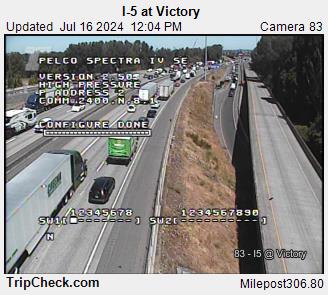 I-5 at Victory
Updated Jul 16 2024 12:04 PM Camera 83
PELCO SPECTRA IV SE
VERSION 2.50
HIGH PRESSURE
P ADDRESS 2
COMM 2400.N.8.1
CONFIGURE DONE
12345678 1234567890
SW1[ ] SW2[----------]
N
83 - I5 @ Victory
TripCheck.com Milepost306.80